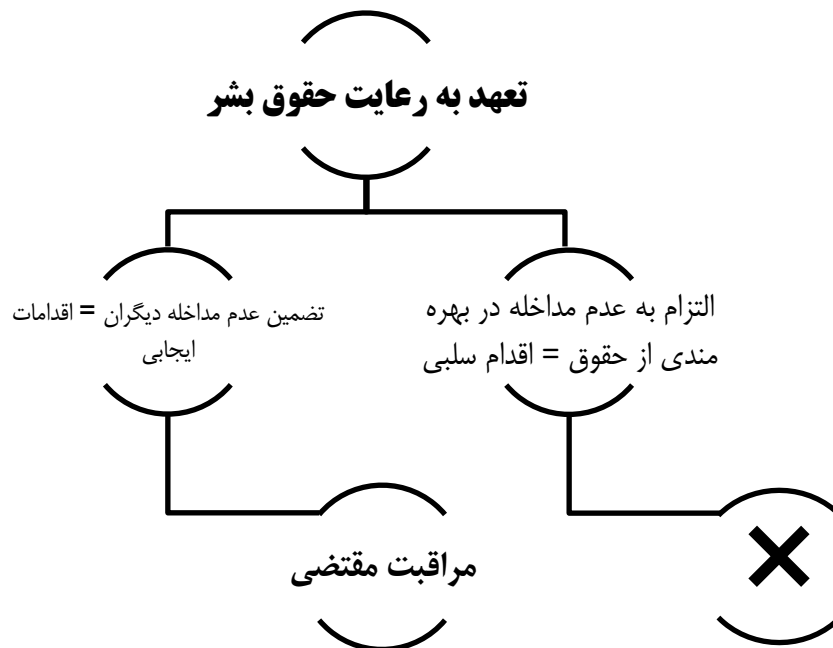 تعهد به رعایت حقوق بشر
التزام به عدم مداخله در بهره
مندی از حقوق = اقدام سلبی
تضمین عدم مداخله دیگران = اقدامات
ایجابی
مراقبت مقتضی